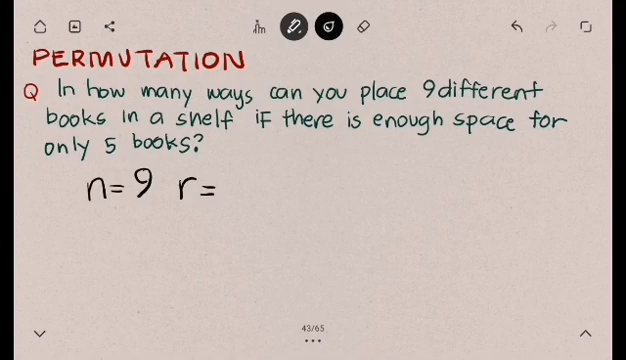 PERMUTATION
Q In how many ways can you place 9 different
books in a shelf if there is enough space for
only 5 books?
n=9 r=
43/65